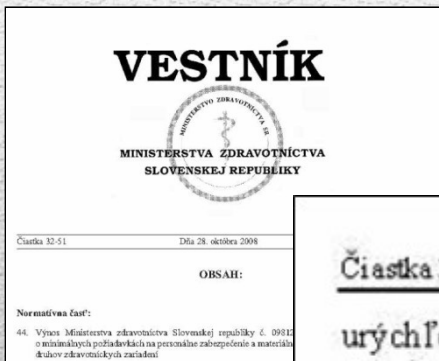 VESTNÍK
MINISTERSTVO ZDRAVOTNÍCTVA SR
MINISTERSTVA ZDRAVOTNÍCTVA
SLOVENSKEJ REPUBLIKY
Čiastka 32-51 Dňa 28. októbra 2008
OBSAH:
Normatívna časť:
44. Výnos Ministerstva zdravotníctva Slovenskej republiky č. 09812
o minimálnych požiadavkách na personálne zabezpečenie a materiáln
druhov zdravotníckych zariadení
Čiastka
urýchľ